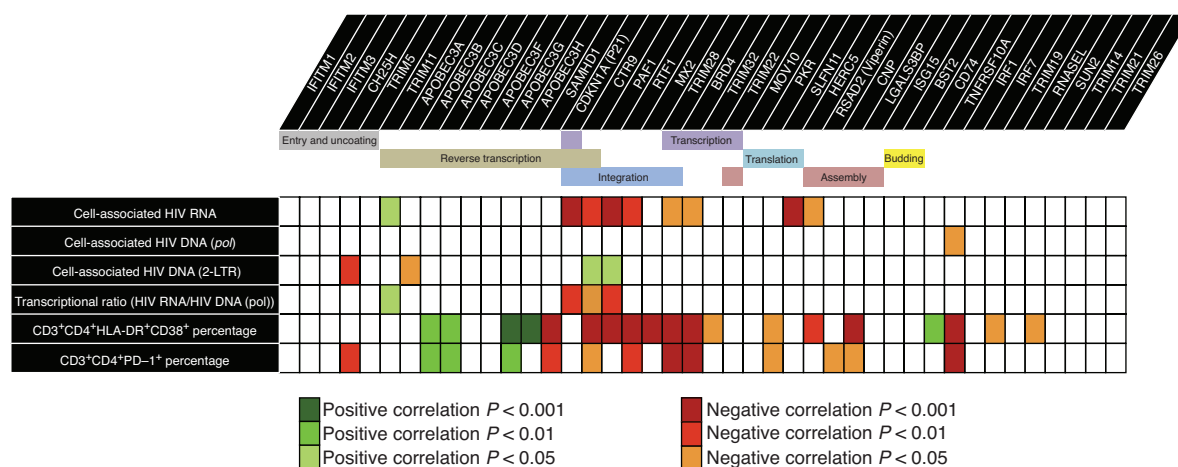 IFITM1
IFITM2
IFITM3
CH25H
TRIM5
TRIM11
APOBEC3A
APOBEC3B
APOBEC3C
APOBEC3D
APOBEC3F
APOBEC3G
APOBEC3H
SAMHD1
CDKN1A (P21)
CTR9
PAF1
RTF1
MX2
TRIM28
BRD4
TRIM32
TRIM22
MOV10
PKR
SLFN11
HERC5
RSAD2 (Viperin)
CNP
LGALS3BP
ISG15
BST2
CD74
TNFRSF10A
IRF1
IRF7
TRIM19
RNASEL
SUN2
TRIM14
TRIM21
TRIM26
Entry and uncoating
Transcription
Reverse transcription
Translation
Budding
Integration
Assembly
Cell-associated HIV RNA
Cell-associated HIV DNA (pol)
Cell-associated HIV DNA (2-LTR)
Transcriptional ratio (HIV RNA/HIV DNA (pol))
CD3⁺CD4⁺HLA-DR⁺CD38⁺ percentage
CD3⁺CD4⁺PD–1⁺ percentage
Positive correlation P < 0.001
Negative correlation P < 0.001
Positive correlation P < 0.01
Negative correlation P < 0.01
Positive correlation P < 0.05
Negative correlation P < 0.05